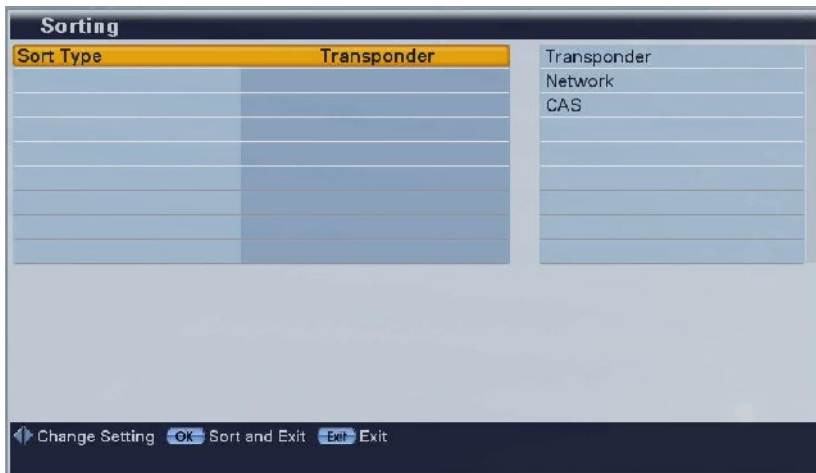 Sorting
Sort Type Transponder
Transponder
Network
CAS
Change Setting OK Sort and Exit Exit Exit